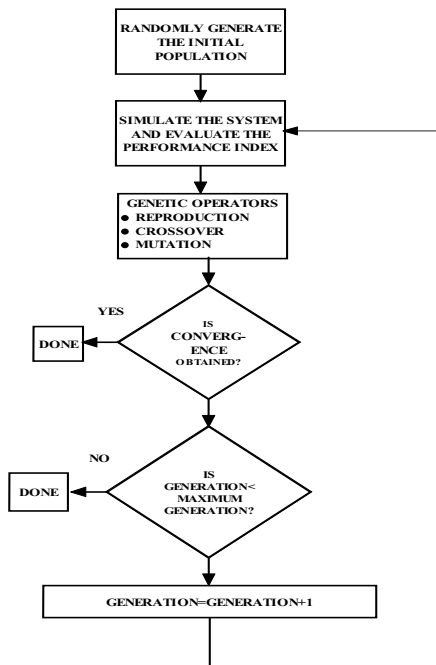 RANDOMLY GENERATE
THE INITIAL
POPULATION
SIMULATE THE SYSTEM
AND EVALUATE THE
PERFORMANCE INDEX
GENETIC OPERATORS
● REPRODUCTION
● CROSSOVER
● MUTATION
YES
IS
CONVERG-
ENCE
OBTAINED?
DONE
NO
IS
GENERATION<
MAXIMUM
GENERATION?
DONE
GENERATION=GENERATION+1